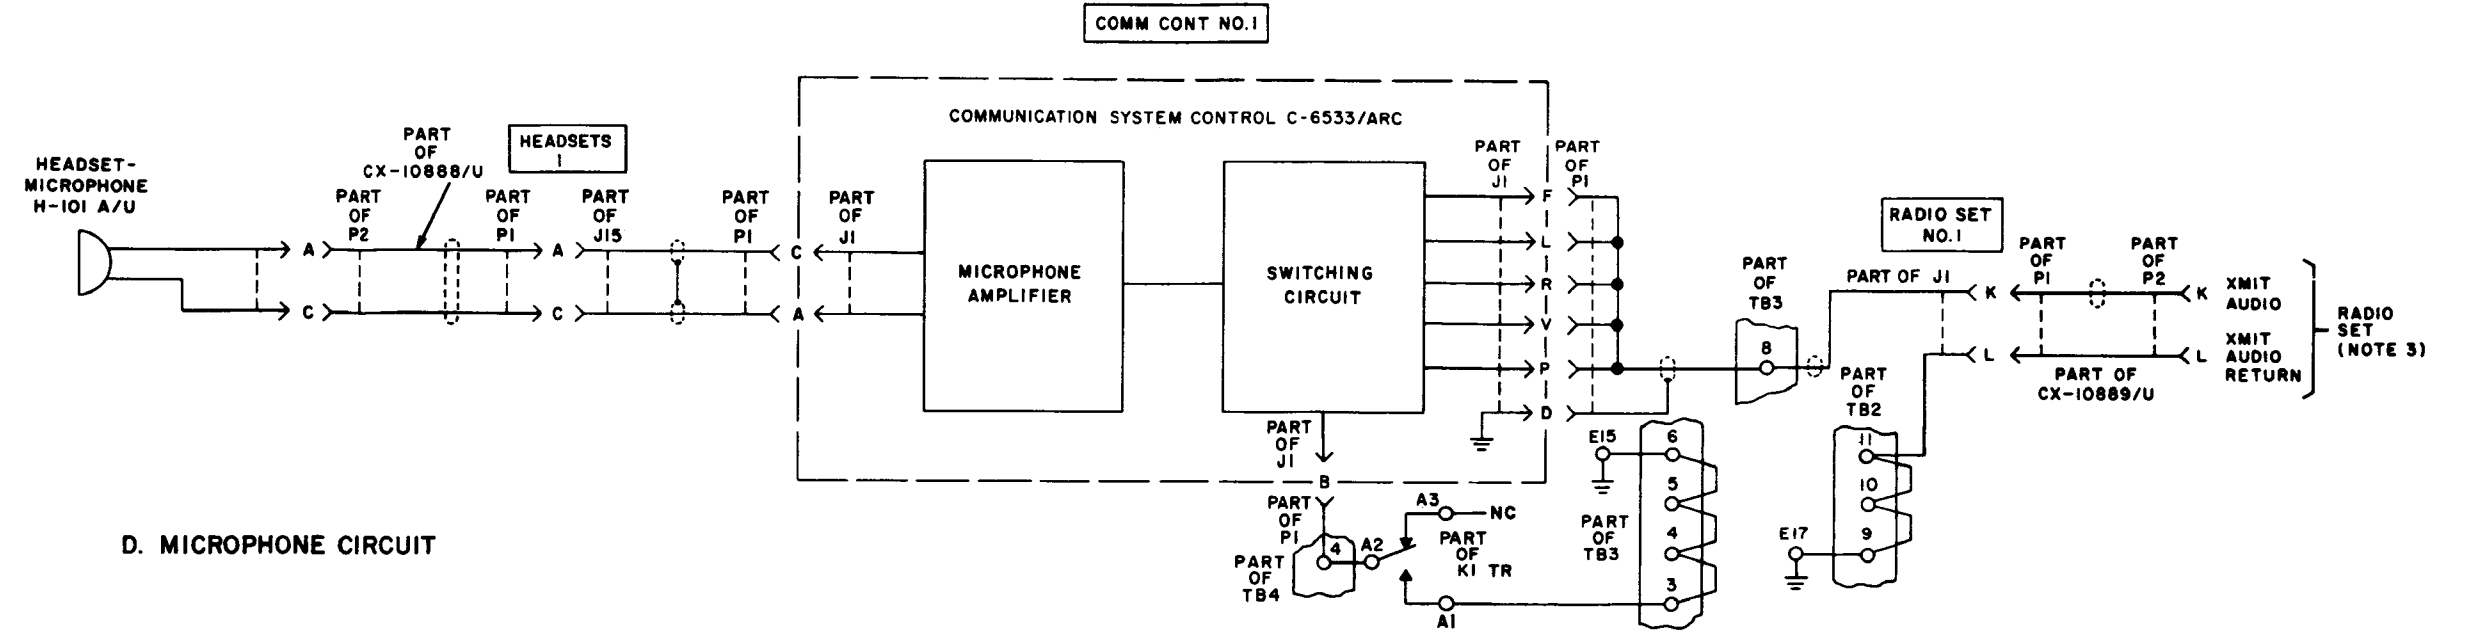 COMM CONT NO.1
COMMUNICATION SYSTEM CONTROL C-6533/ARC
HEADSET-
MICROPHONE
H-101 A/U
PART
OF
CX-10888/U
HEADSETS
1
PART
OF
P2
PART
OF
P1
PART
OF
J15
PART
OF
P1
PART
OF
J1
A
C
A
C
C
A
MICROPHONE
AMPLIFIER
SWITCHING
CIRCUIT
PART
OF
J1
PART
OF
P1
F
L
R
V
P
D
PART
OF
J1
B
PART
OF
P1
PART
OF
TB4
4
A2
A3
NC
PART
OF
K1 TR
A1
E15
PART
OF
TB3
6
5
4
3
PART
OF
TB3
8
RADIO SET
NO.1
PART OF J1
PART
OF
P1
PART
OF
P2
K
K
XMIT
AUDIO
L
L
XMIT
AUDIO
RETURN
PART OF
CX-10889/U
RADIO
SET
(NOTE 3)
PART
OF
TB2
11
10
9
E17
D. MICROPHONE CIRCUIT